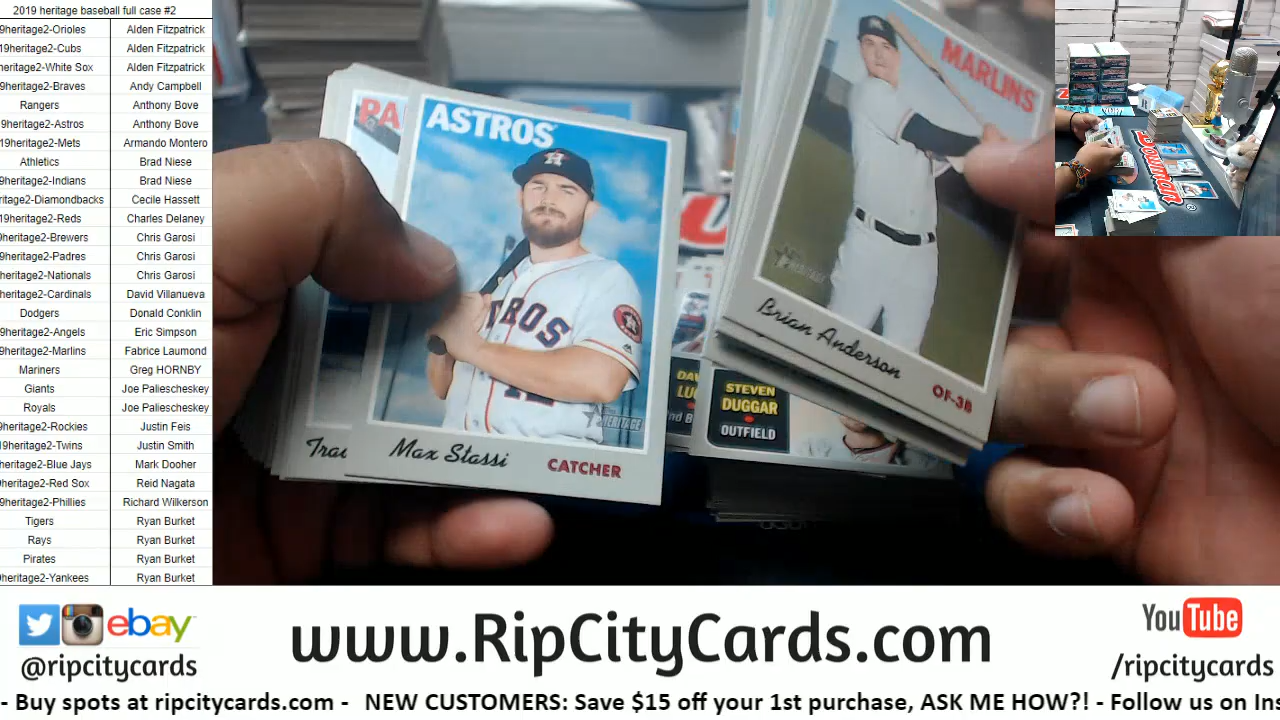 2019 heritage baseball full case #2
9heritage2-Orioles Alden Fitzpatrick
19heritage2-Cubs Alden Fitzpatrick
heritage2-White Sox Alden Fitzpatrick
9heritage2-Braves Andy Campbell
Rangers Anthony Bove
9heritage2-Astros Anthony Bove
19heritage2-Mets Armando Montero
Athletics Brad Niese
9heritage2-Indians Brad Niese
ritage2-Diamondbacks Cecile Hassett
19heritage2-Reds Charles Delaney
9heritage2-Brewers Chris Garosi
9heritage2-Padres Chris Garosi
heritage2-Nationals Chris Garosi
heritage2-Cardinals David Villanueva
Dodgers Donald Conklin
9heritage2-Angels Eric Simpson
9heritage2-Marlins Fabrice Laumond
Mariners Greg HORNBY
Giants Joe Paliescheskey
Royals Joe Paliescheskey
9heritage2-Rockies Justin Feis
19heritage2-Twins Justin Smith
heritage2-Blue Jays Mark Dooher
heritage2-Red Sox Reid Nagata
9heritage2-Phillies Richard Wilkerson
Tigers Ryan Burket
Rays Ryan Burket
Pirates Ryan Burket
heritage2-Yankees Ryan Burket
PA
ASTROS
TROS
HERITAGE
Trac
Max Stassi CATCHER
MARLINS
HERITAGE
Brian Anderson OF-3B
DAV
LU
2nd B
STEVEN
DUGGAR
OUTFIELD
Bowman
ebay
@ripcitycards
www.RipCityCards.com
YouTube
/ripcitycards
- Buy spots at ripcitycards.com - NEW CUSTOMERS: Save $15 off your 1st purchase, ASK ME HOW?! - Follow us on Ins